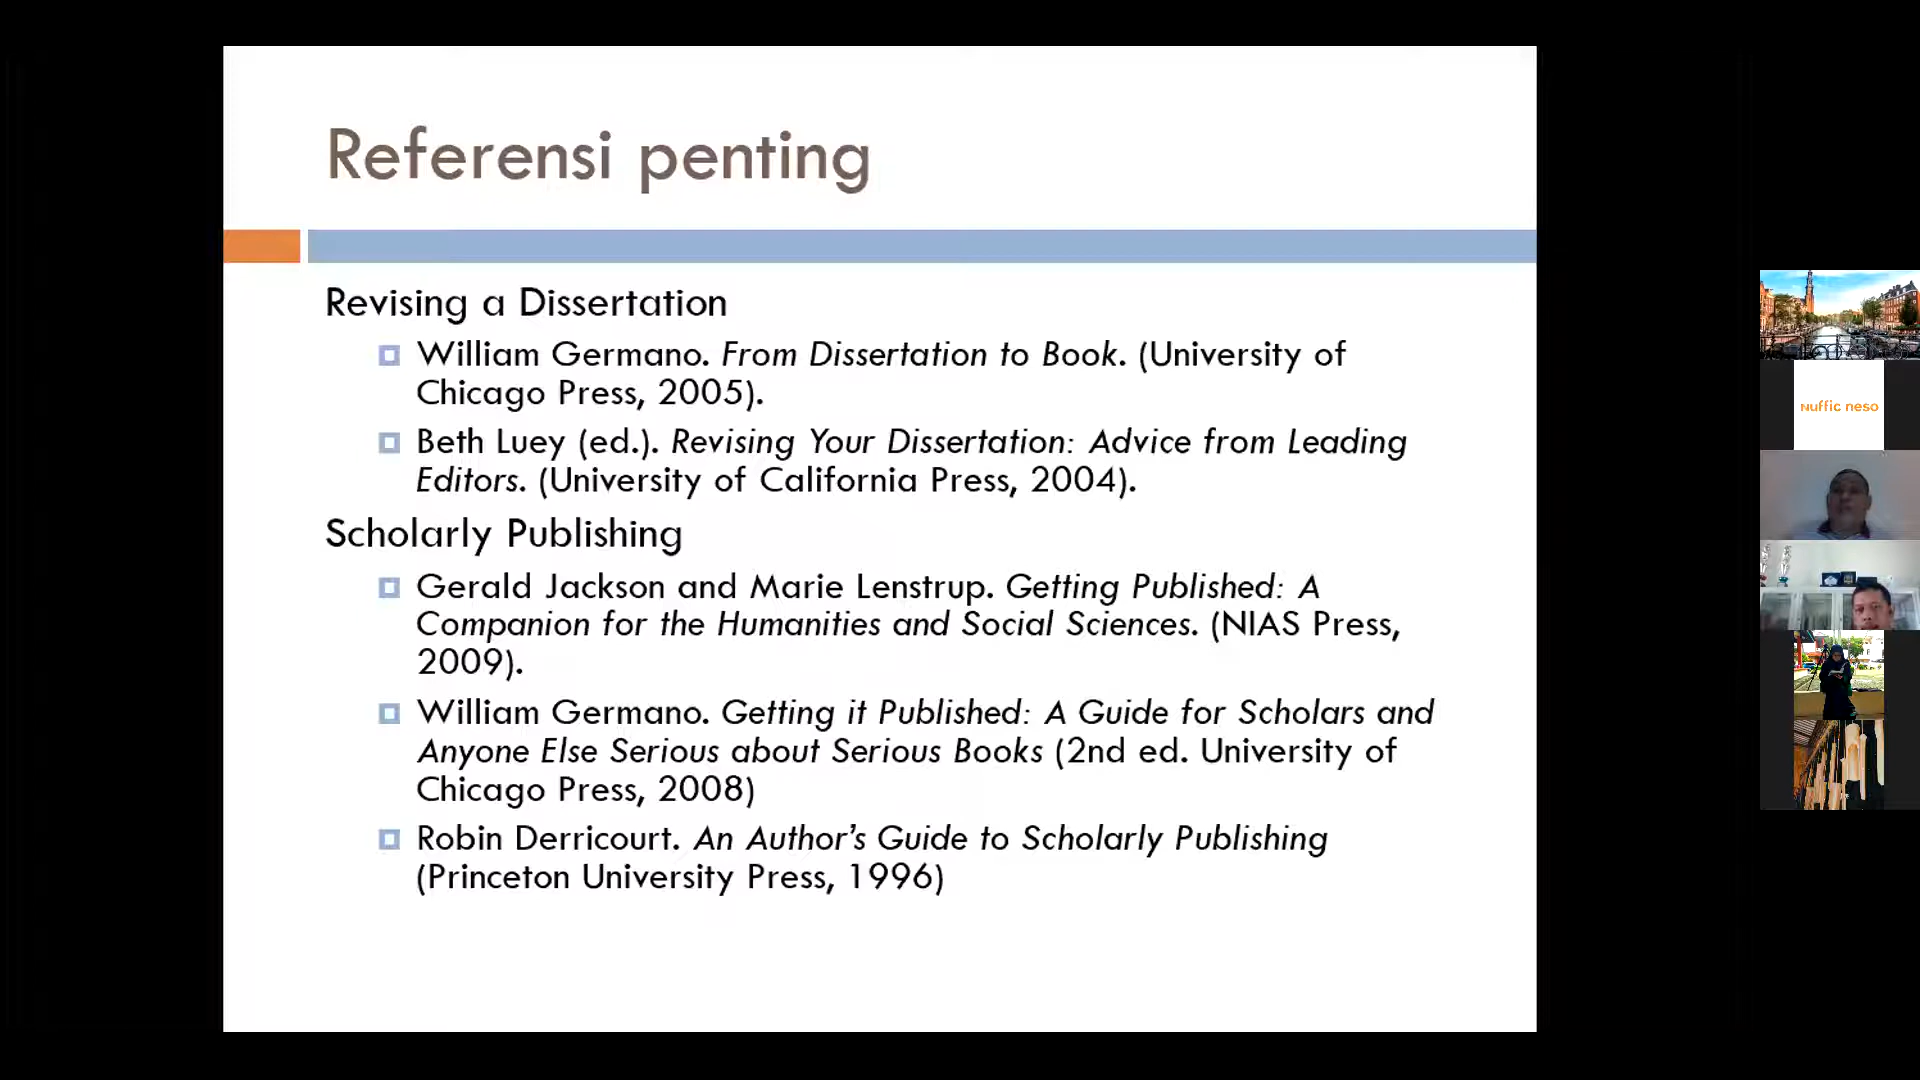 Referensi penting
Revising a Dissertation
William Germano. From Dissertation to Book. (University of
Chicago Press, 2005).
Beth Luey (ed.). Revising Your Dissertation: Advice from Leading
Editors. (University of California Press, 2004).
Scholarly Publishing
Gerald Jackson and Marie Lenstrup. Getting Published: A
Companion for the Humanities and Social Sciences. (NIAS Press,
2009).
William Germano. Getting it Published: A Guide for Scholars and
Anyone Else Serious about Serious Books (2nd ed. University of
Chicago Press, 2008)
Robin Derricourt. An Author's Guide to Scholarly Publishing
(Princeton University Press, 1996)
nuffic neso